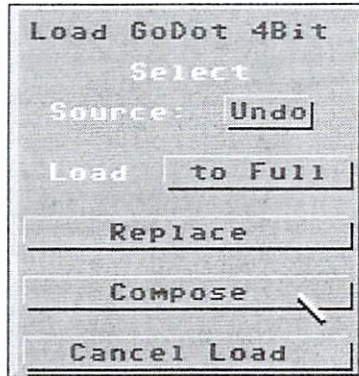 Load GoDot 4Bit
Select
Source: Undo
Load to Full
Replace
Compose
Cancel Load